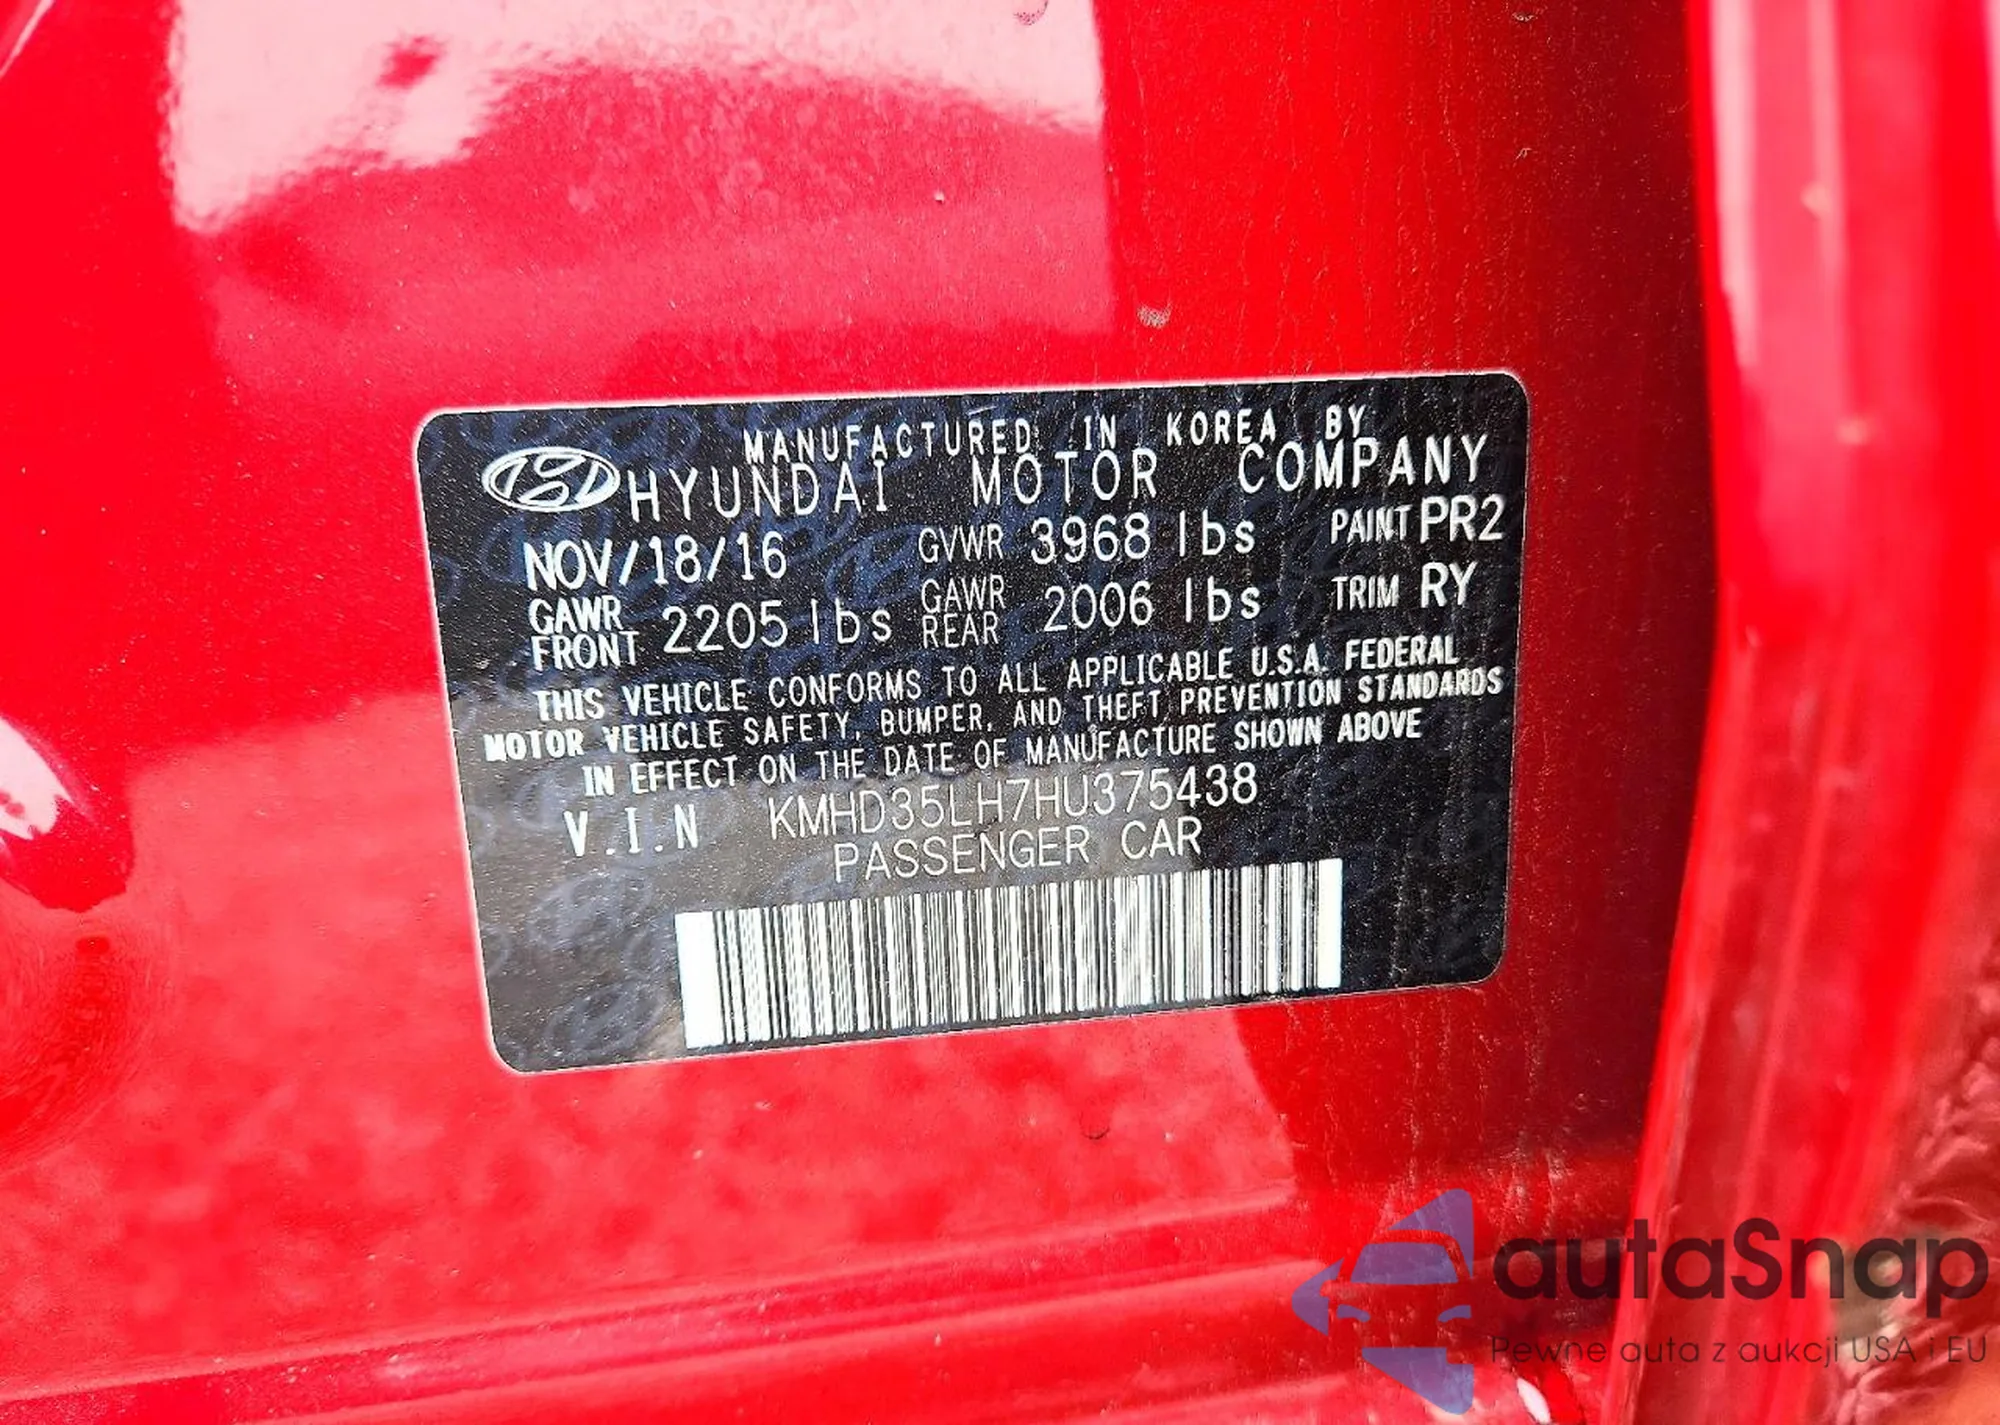 MANUFACTURED IN KOREA BY
HYUNDAI MOTOR COMPANY
NOV/18/16 GVWR 3968 lbs PAINT PR2
GAWR FRONT 2205 lbs GAWR REAR 2006 lbs TRIM RY
THIS VEHICLE CONFORMS TO ALL APPLICABLE U.S.A. FEDERAL
MOTOR VEHICLE SAFETY, BUMPER, AND THEFT PREVENTION STANDARDS
IN EFFECT ON THE DATE OF MANUFACTURE SHOWN ABOVE
V.I.N KMHD35LH7HU375438
PASSENGER CAR
autaSnap
Pewne auta z aukcji USA i EU